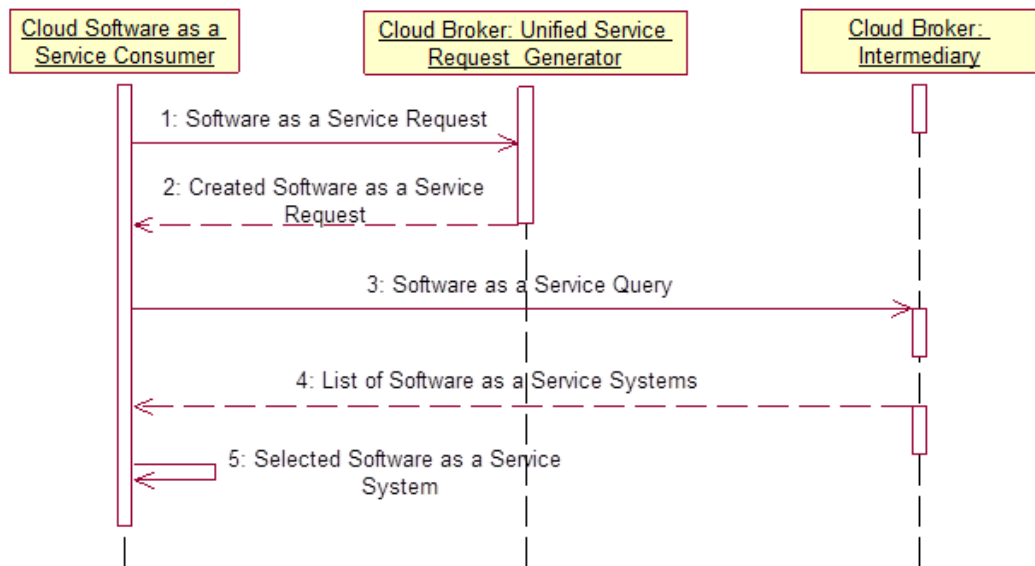 Cloud Software as a
Service Consumer
Cloud Broker: Unified Service
Request Generator
Cloud Broker:
Intermediary
1: Software as a Service Request
2: Created Software as a Service
Request
3: Software as a Service Query
4: List of Software as a Service Systems
5: Selected Software as a Service
System